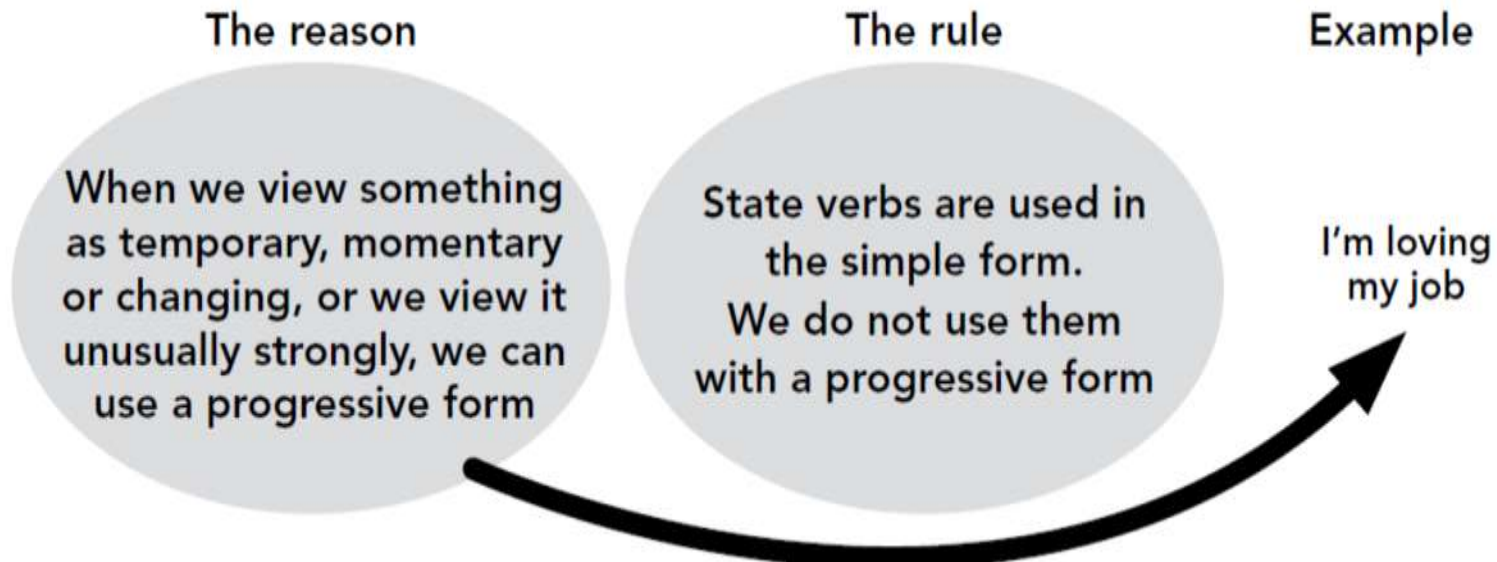 The reason
When we view something
as temporary, momentary
or changing, or we view it
unusually strongly, we can
use a progressive form
The rule
State verbs are used in
the simple form.
We do not use them
with a progressive form
Example
I'm loving
my job